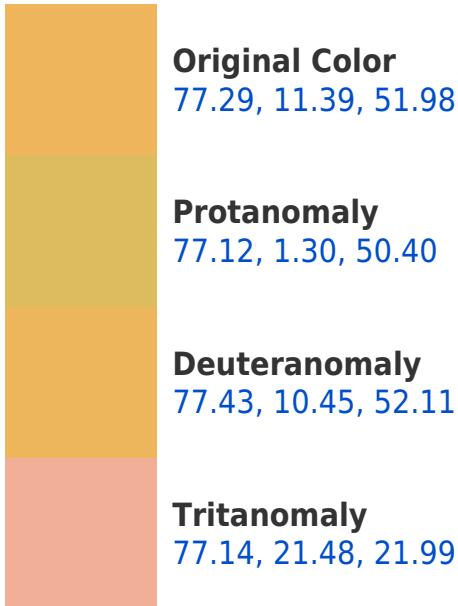 Original Color
77.29, 11.39, 51.98
Protanomaly
77.12, 1.30, 50.40
Deuteranomaly
77.43, 10.45, 52.11
Tritanomaly
77.14, 21.48, 21.99